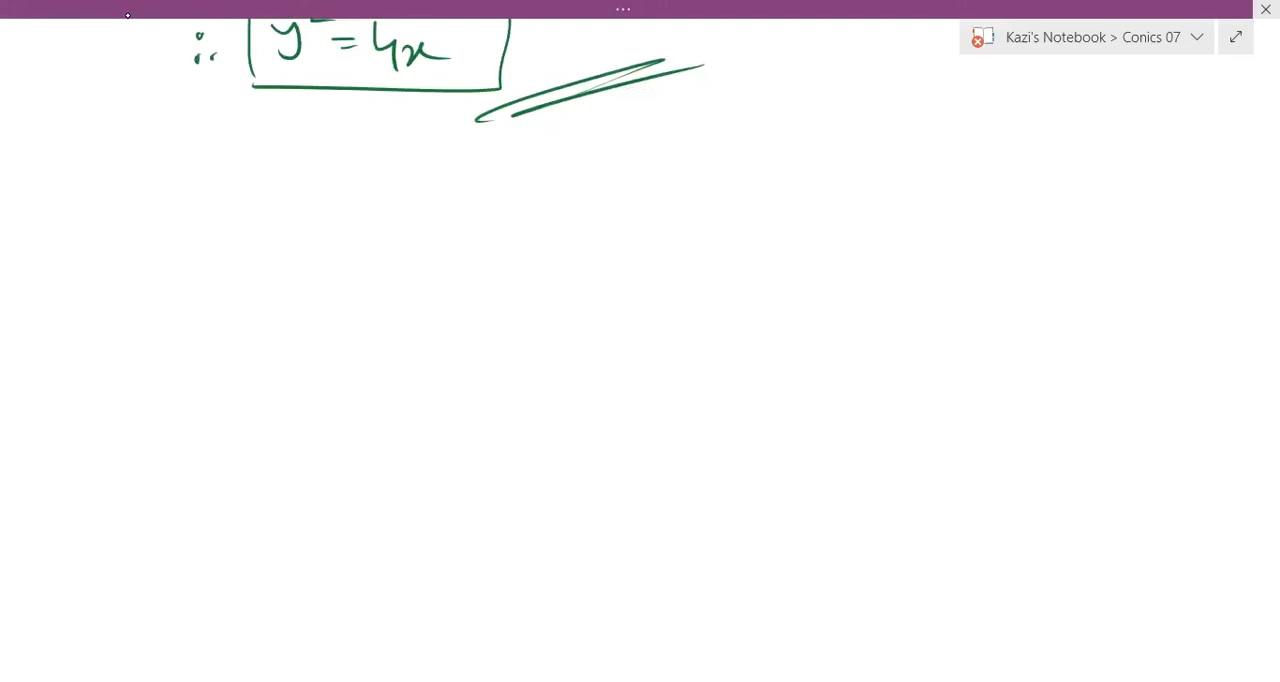 Kazi's Notebook > Conics 07
∴ y² = 4x